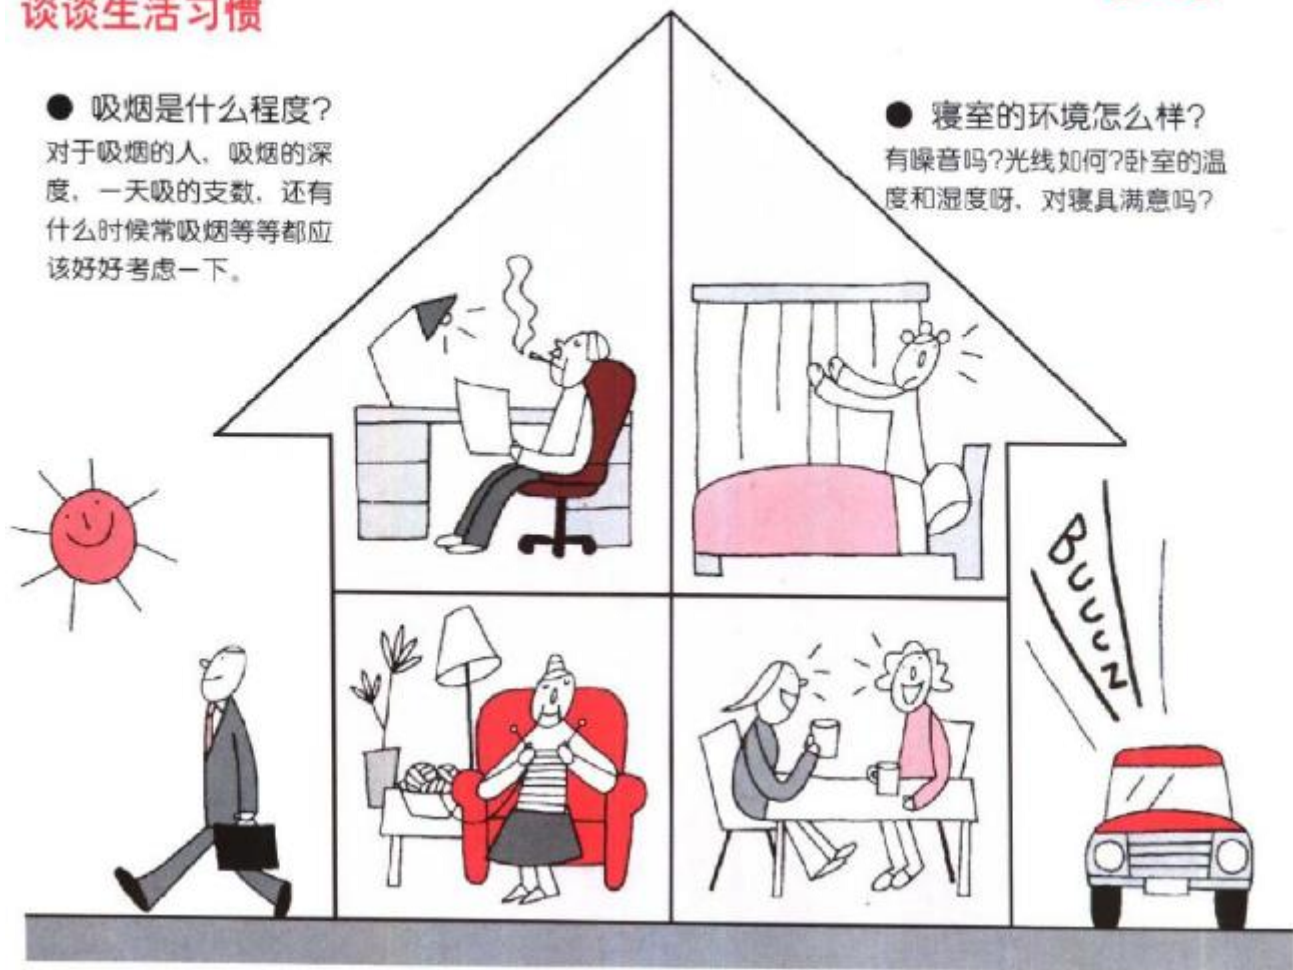 谈谈生活习惯
● 吸烟是什么程度?
对于吸烟的人、吸烟的深
度、一天吸的支数、还有
什么时候常吸烟等等都应
该好好考虑一下。
● 寝室的环境怎么样?
有噪音吗?光线如何?卧室的温
度和湿度呀、对寝具满意吗?
Buuuz